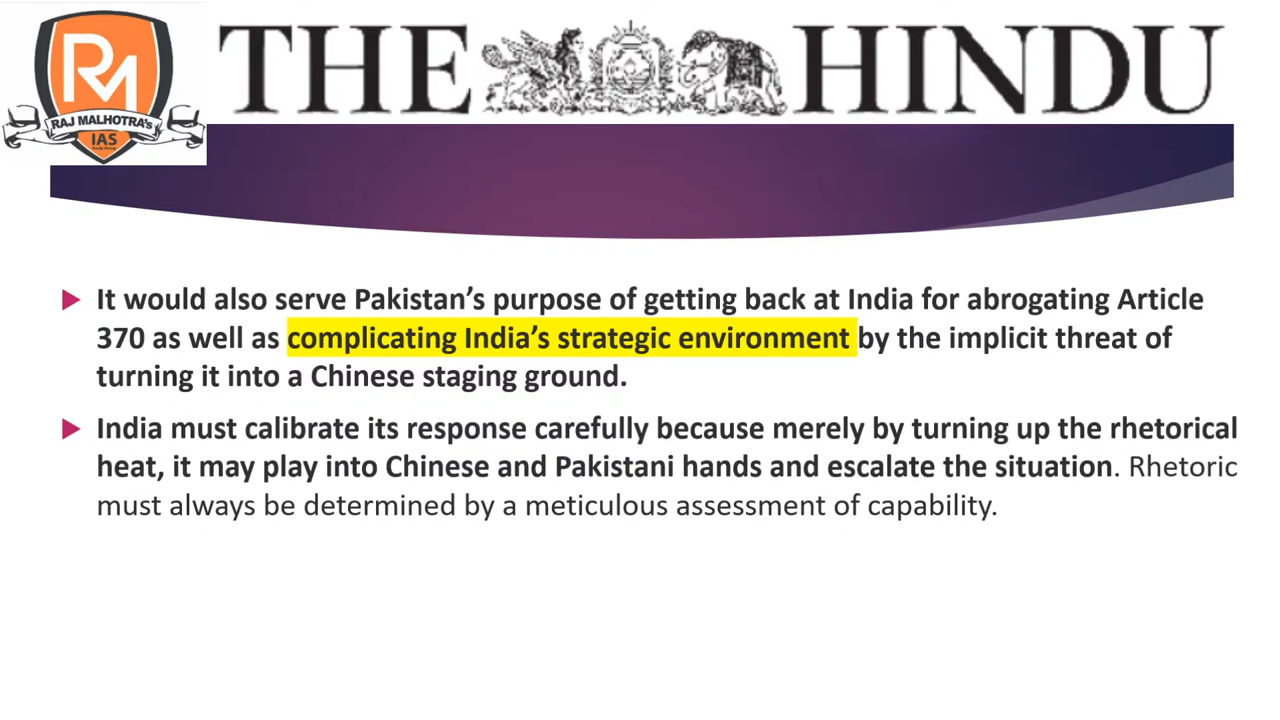 RM
RAJ MALHOTRA's
IAS
THE HINDU
It would also serve Pakistan’s purpose of getting back at India for abrogating Article
370 as well as complicating India’s strategic environment by the implicit threat of
turning it into a Chinese staging ground.
India must calibrate its response carefully because merely by turning up the rhetorical
heat, it may play into Chinese and Pakistani hands and escalate the situation. Rhetoric
must always be determined by a meticulous assessment of capability.